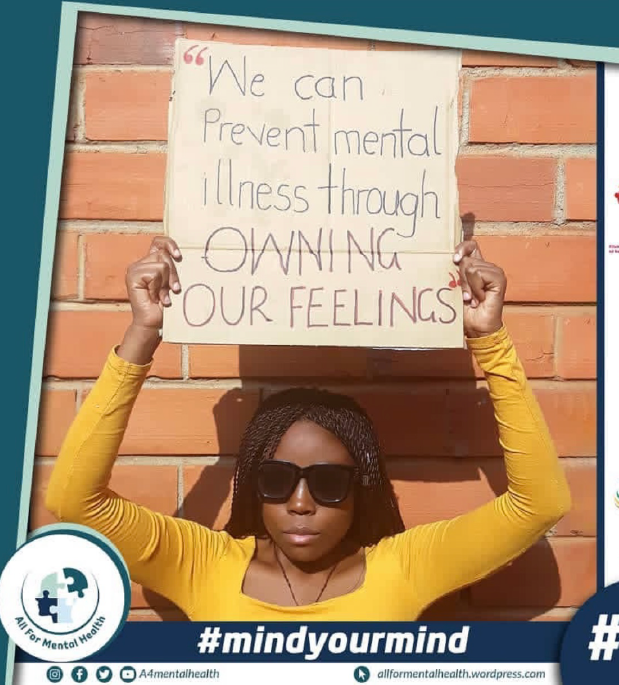 “We can
Prevent mental
illness through
OWNING
OUR FEELINGS”
All For Mental Health
#mindyourmind
#
A4mentalhealth
allformentalhealth.wordpress.com